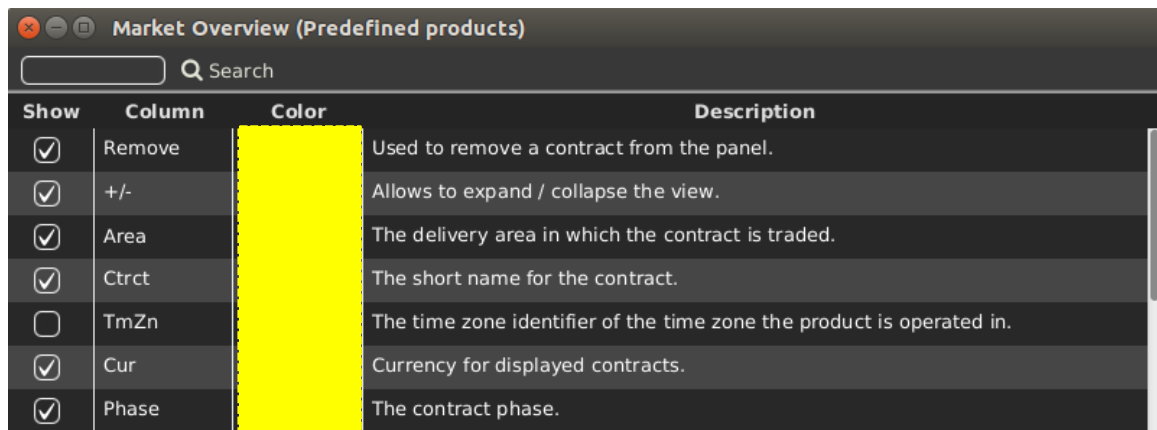 Market Overview (Predefined products)
Search
Show Column Color Description
Remove Used to remove a contract from the panel.
+/- Allows to expand / collapse the view.
Area The delivery area in which the contract is traded.
Ctrct The short name for the contract.
TmZn The time zone identifier of the time zone the product is operated in.
Cur Currency for displayed contracts.
Phase The contract phase.